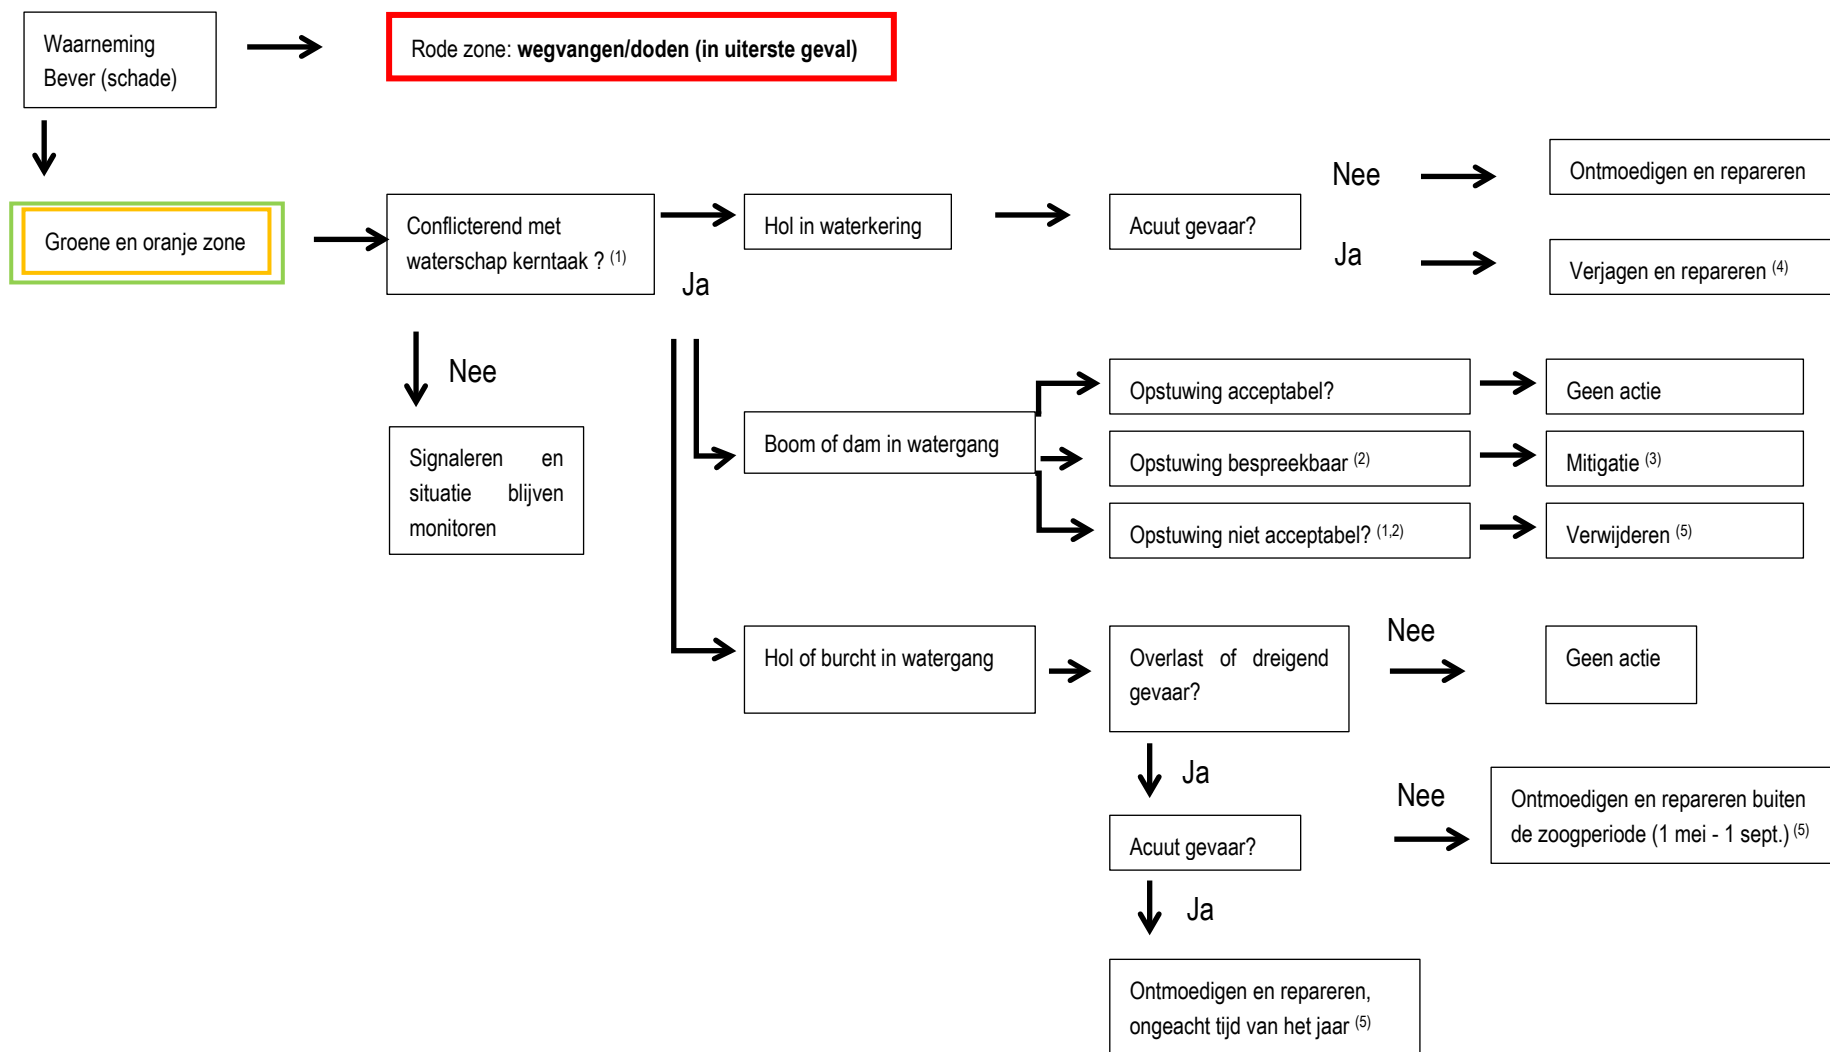 Waarneming
Bever (schade)
Rode zone: wegvangen/doden (in uiterste geval)
Groene en oranje zone
Conflicterend met
waterschap kerntaak ? (1)
Ja
Nee
Signaleren en
situatie blijven
monitoren
Hol in waterkering
Acuut gevaar?
Nee
Ontmoedigen en repareren
Ja
Verjagen en repareren (4)
Boom of dam in watergang
Opstuwing acceptabel?
Geen actie
Opstuwing bespreekbaar (2)
Mitigatie (3)
Opstuwing niet acceptabel? (1,2)
Verwijderen (5)
Hol of burcht in watergang
Overlast of dreigend
gevaar?
Nee
Geen actie
Ja
Acuut gevaar?
Nee
Ontmoedigen en repareren buiten
de zoogperiode (1 mei - 1 sept.) (5)
Ja
Ontmoedigen en repareren,
ongeacht tijd van het jaar (5)